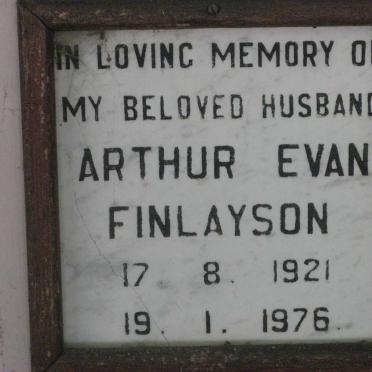 IN LOVING MEMORY O
MY BELOVED HUSBAND
ARTHUR EVAN
FINLAYSON
17 8. 1921
19. 1. 1976.